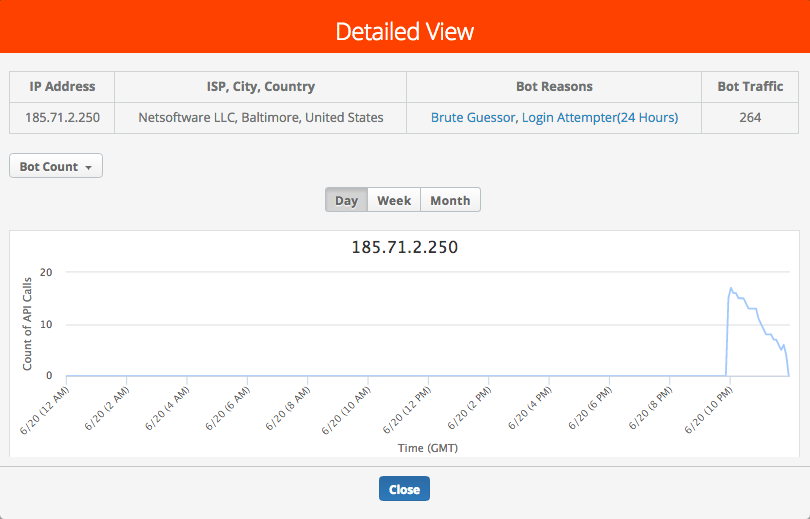 Detailed View
IP Address ISP, City, Country Bot Reasons Bot Traffic
185.71.2.250 Netsoftware LLC, Baltimore, United States Brute Guessor, Login Attempter(24 Hours) 264
Bot Count
Day Week Month
185.71.2.250
Count of API Calls
20
10
0
6/20 (12 AM) 6/20 (2 AM) 6/20 (4 AM) 6/20 (6 AM) 6/20 (8 AM) 6/20 (10 AM) 6/20 (12 PM) 6/20 (2 PM) 6/20 (4 PM) 6/20 (6 PM) 6/20 (8 PM) 6/20 (10 PM)
Time (GMT)
Close